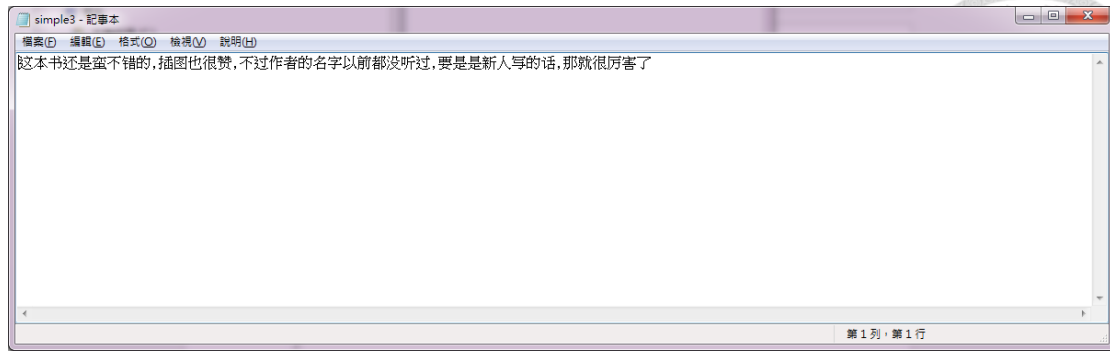 simple3 - 記事本
檔案(F) 編輯(E) 格式(O) 檢視(V) 說明(H)
这本书还是蛮不错的,插图也很赞,不过作者的名字以前都没听过,要是是新人写的话,那就很厉害了
第 1 列，第 1 行